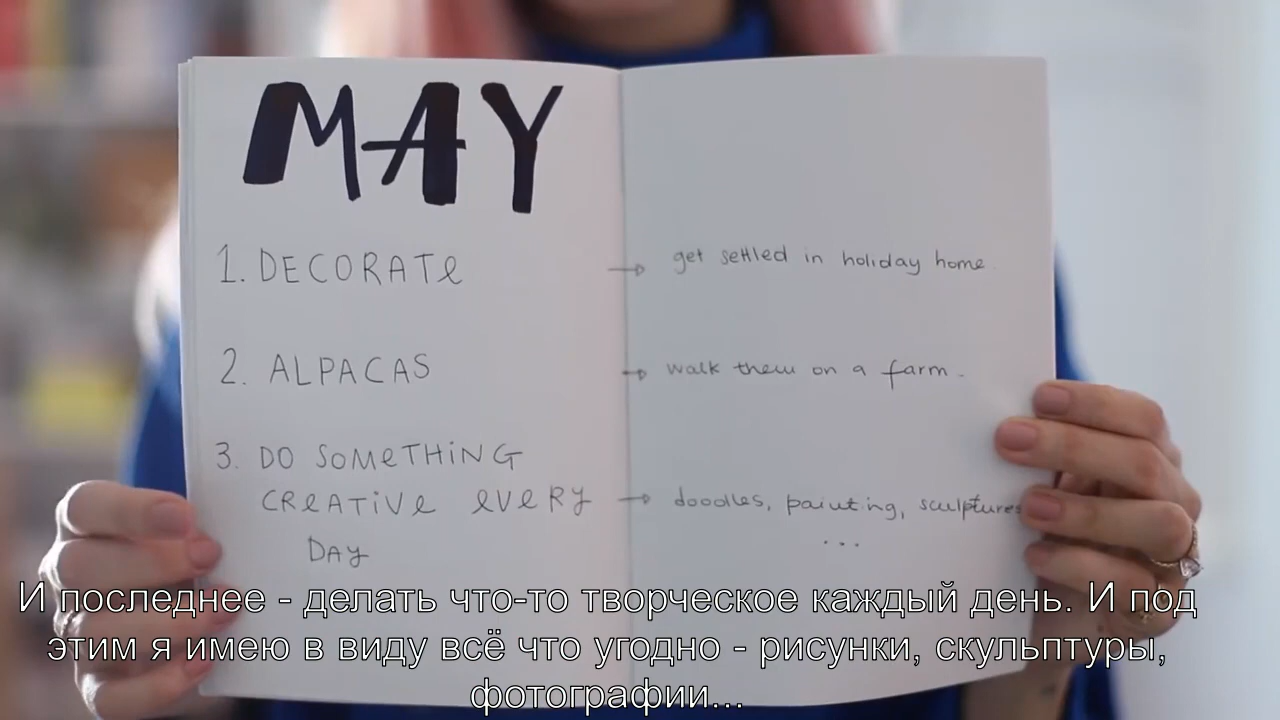 MAY
1. DECORATE → get settled in holiday home.
2. ALPACAS → walk them on a farm.
3. DO SOMETHING
CREATIVE EVERY → doodles, painting, sculptures
DAY ...
И последнее - делать что-то творческое каждый день. И под
этим я имею в виду всё что угодно - рисунки, скульптуры,
фотографии...